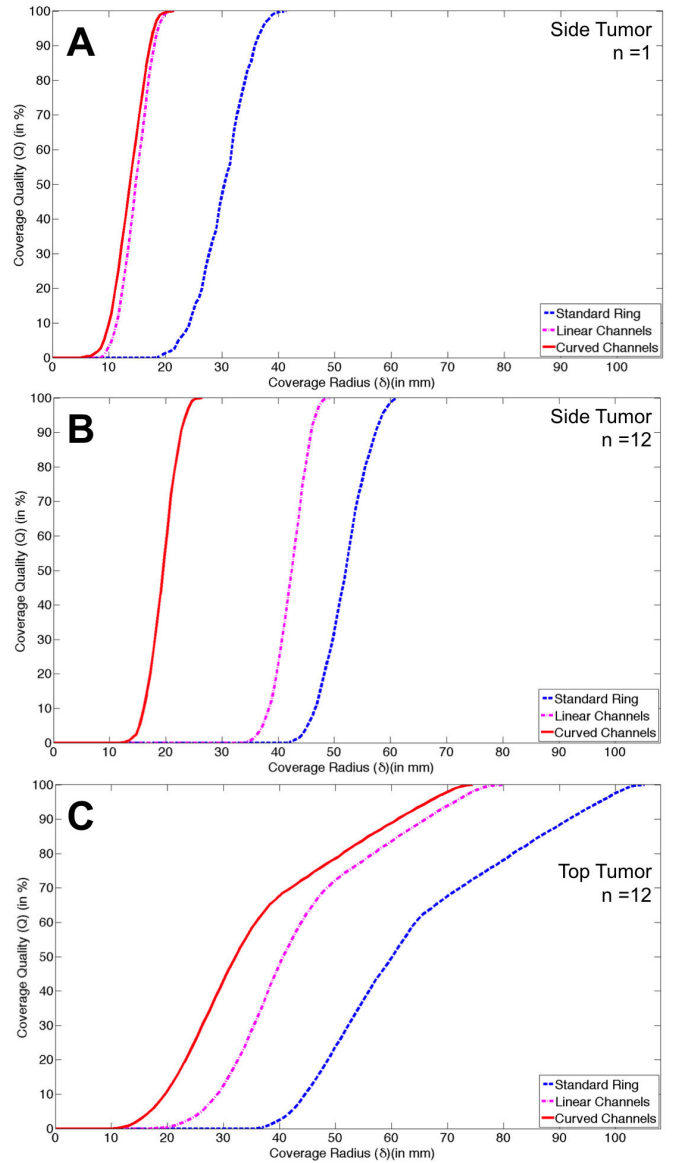 A
Side Tumor
n =1
Coverage Quality (Q) (in %)
100
90
80
70
60
50
40
30
20
10
0
Standard Ring
Linear Channels
Curved Channels
0 10 20 30 40 50 60 70 80 90 100
Coverage Radius (δ)(in mm)
B
Side Tumor
n =12
Coverage Quality (Q) (in %)
100
90
80
70
60
50
40
30
20
10
0
Standard Ring
Linear Channels
Curved Channels
0 10 20 30 40 50 60 70 80 90 100
Coverage Radius (δ)(in mm)
C
Top Tumor
n =12
Coverage Quality (Q) (in %)
100
90
80
70
60
50
40
30
20
10
0
Standard Ring
Linear Channels
Curved Channels
0 10 20 30 40 50 60 70 80 90 100
Coverage Radius (δ)(in mm)